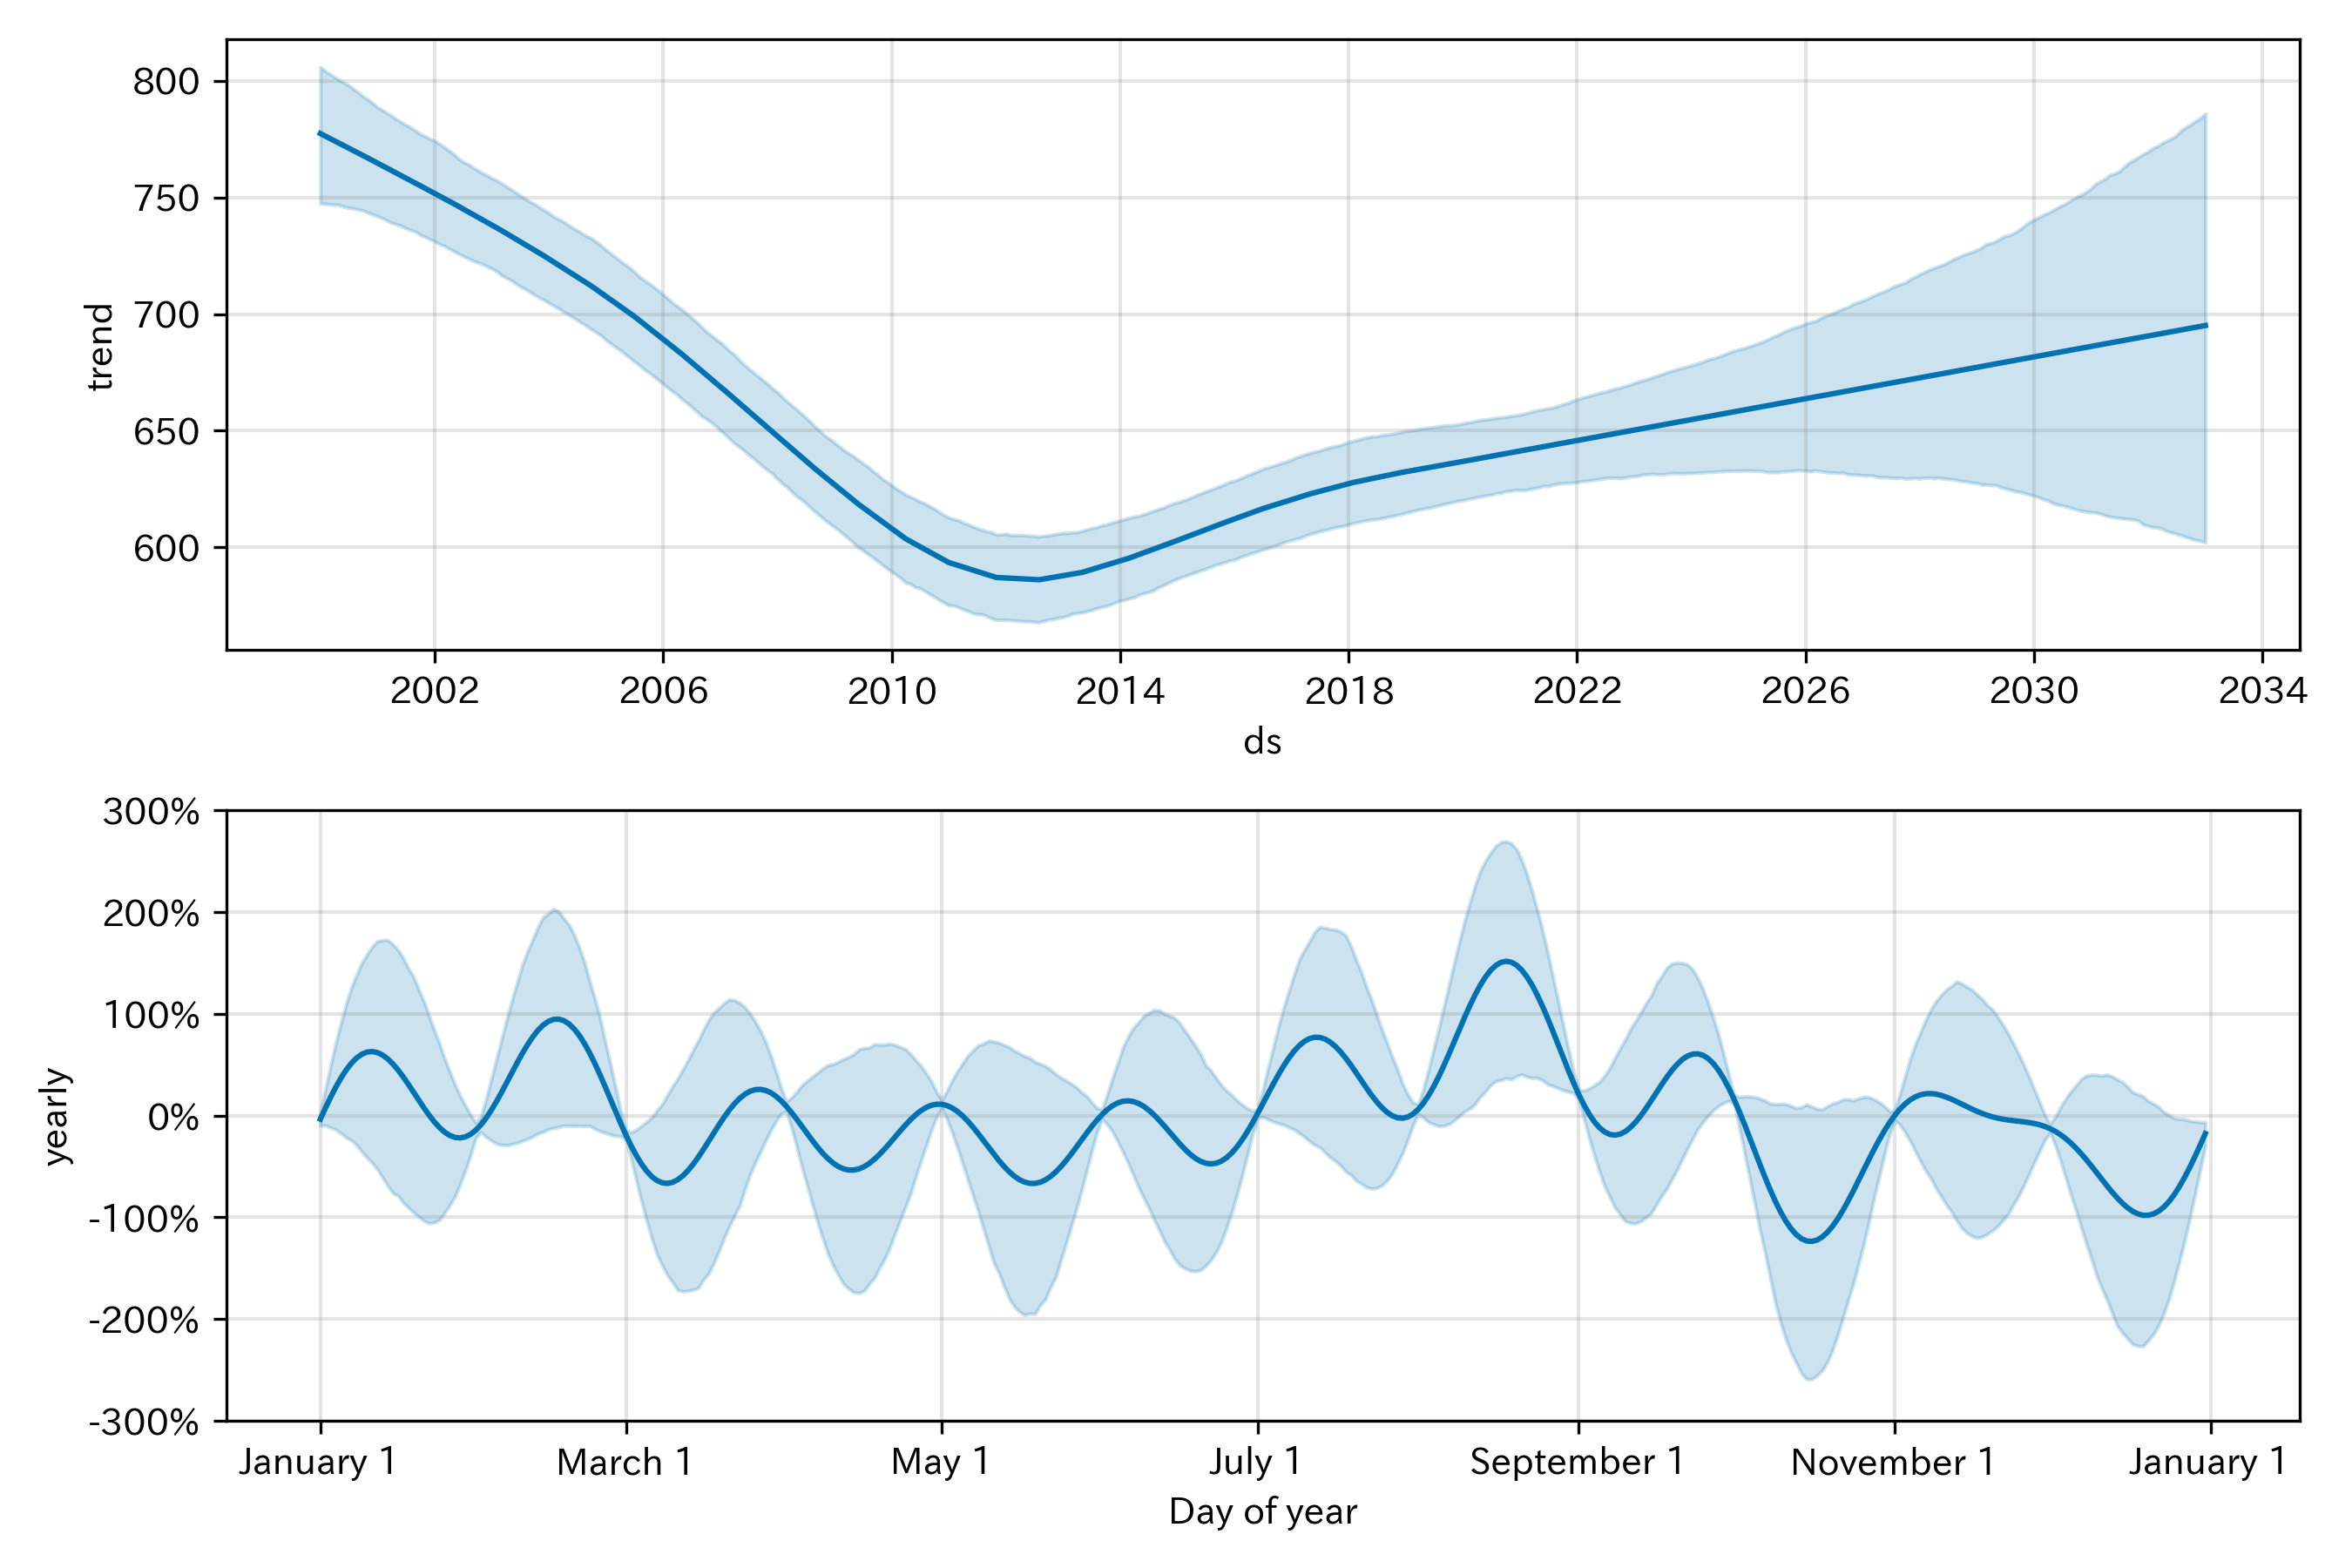 800
750
700
650
600
trend
2002 2006 2010 2014 2018 2022 2026 2030 2034
ds
300%
200%
100%
0%
-100%
-200%
-300%
yearly
January 1 March 1 May 1 July 1 September 1 November 1 January 1
Day of year